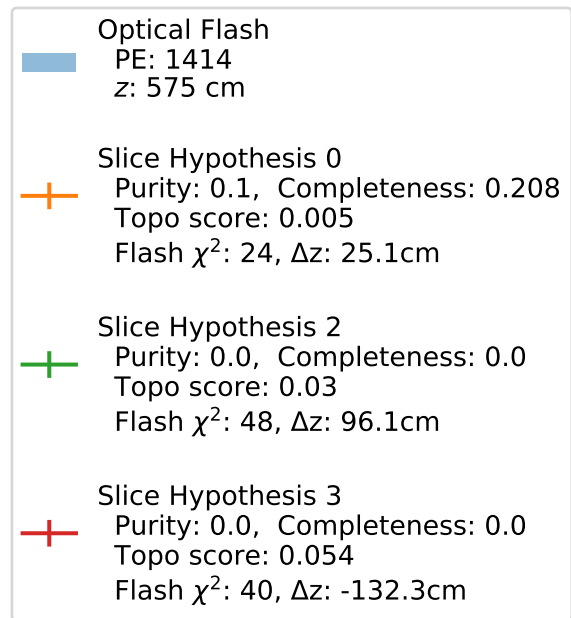 Optical Flash
PE: 1414
z: 575 cm
Slice Hypothesis 0
Purity: 0.1,  Completeness: 0.208
Topo score: 0.005
Flash χ²: 24, Δz: 25.1cm
Slice Hypothesis 2
Purity: 0.0,  Completeness: 0.0
Topo score: 0.03
Flash χ²: 48, Δz: 96.1cm
Slice Hypothesis 3
Purity: 0.0,  Completeness: 0.0
Topo score: 0.054
Flash χ²: 40, Δz: -132.3cm